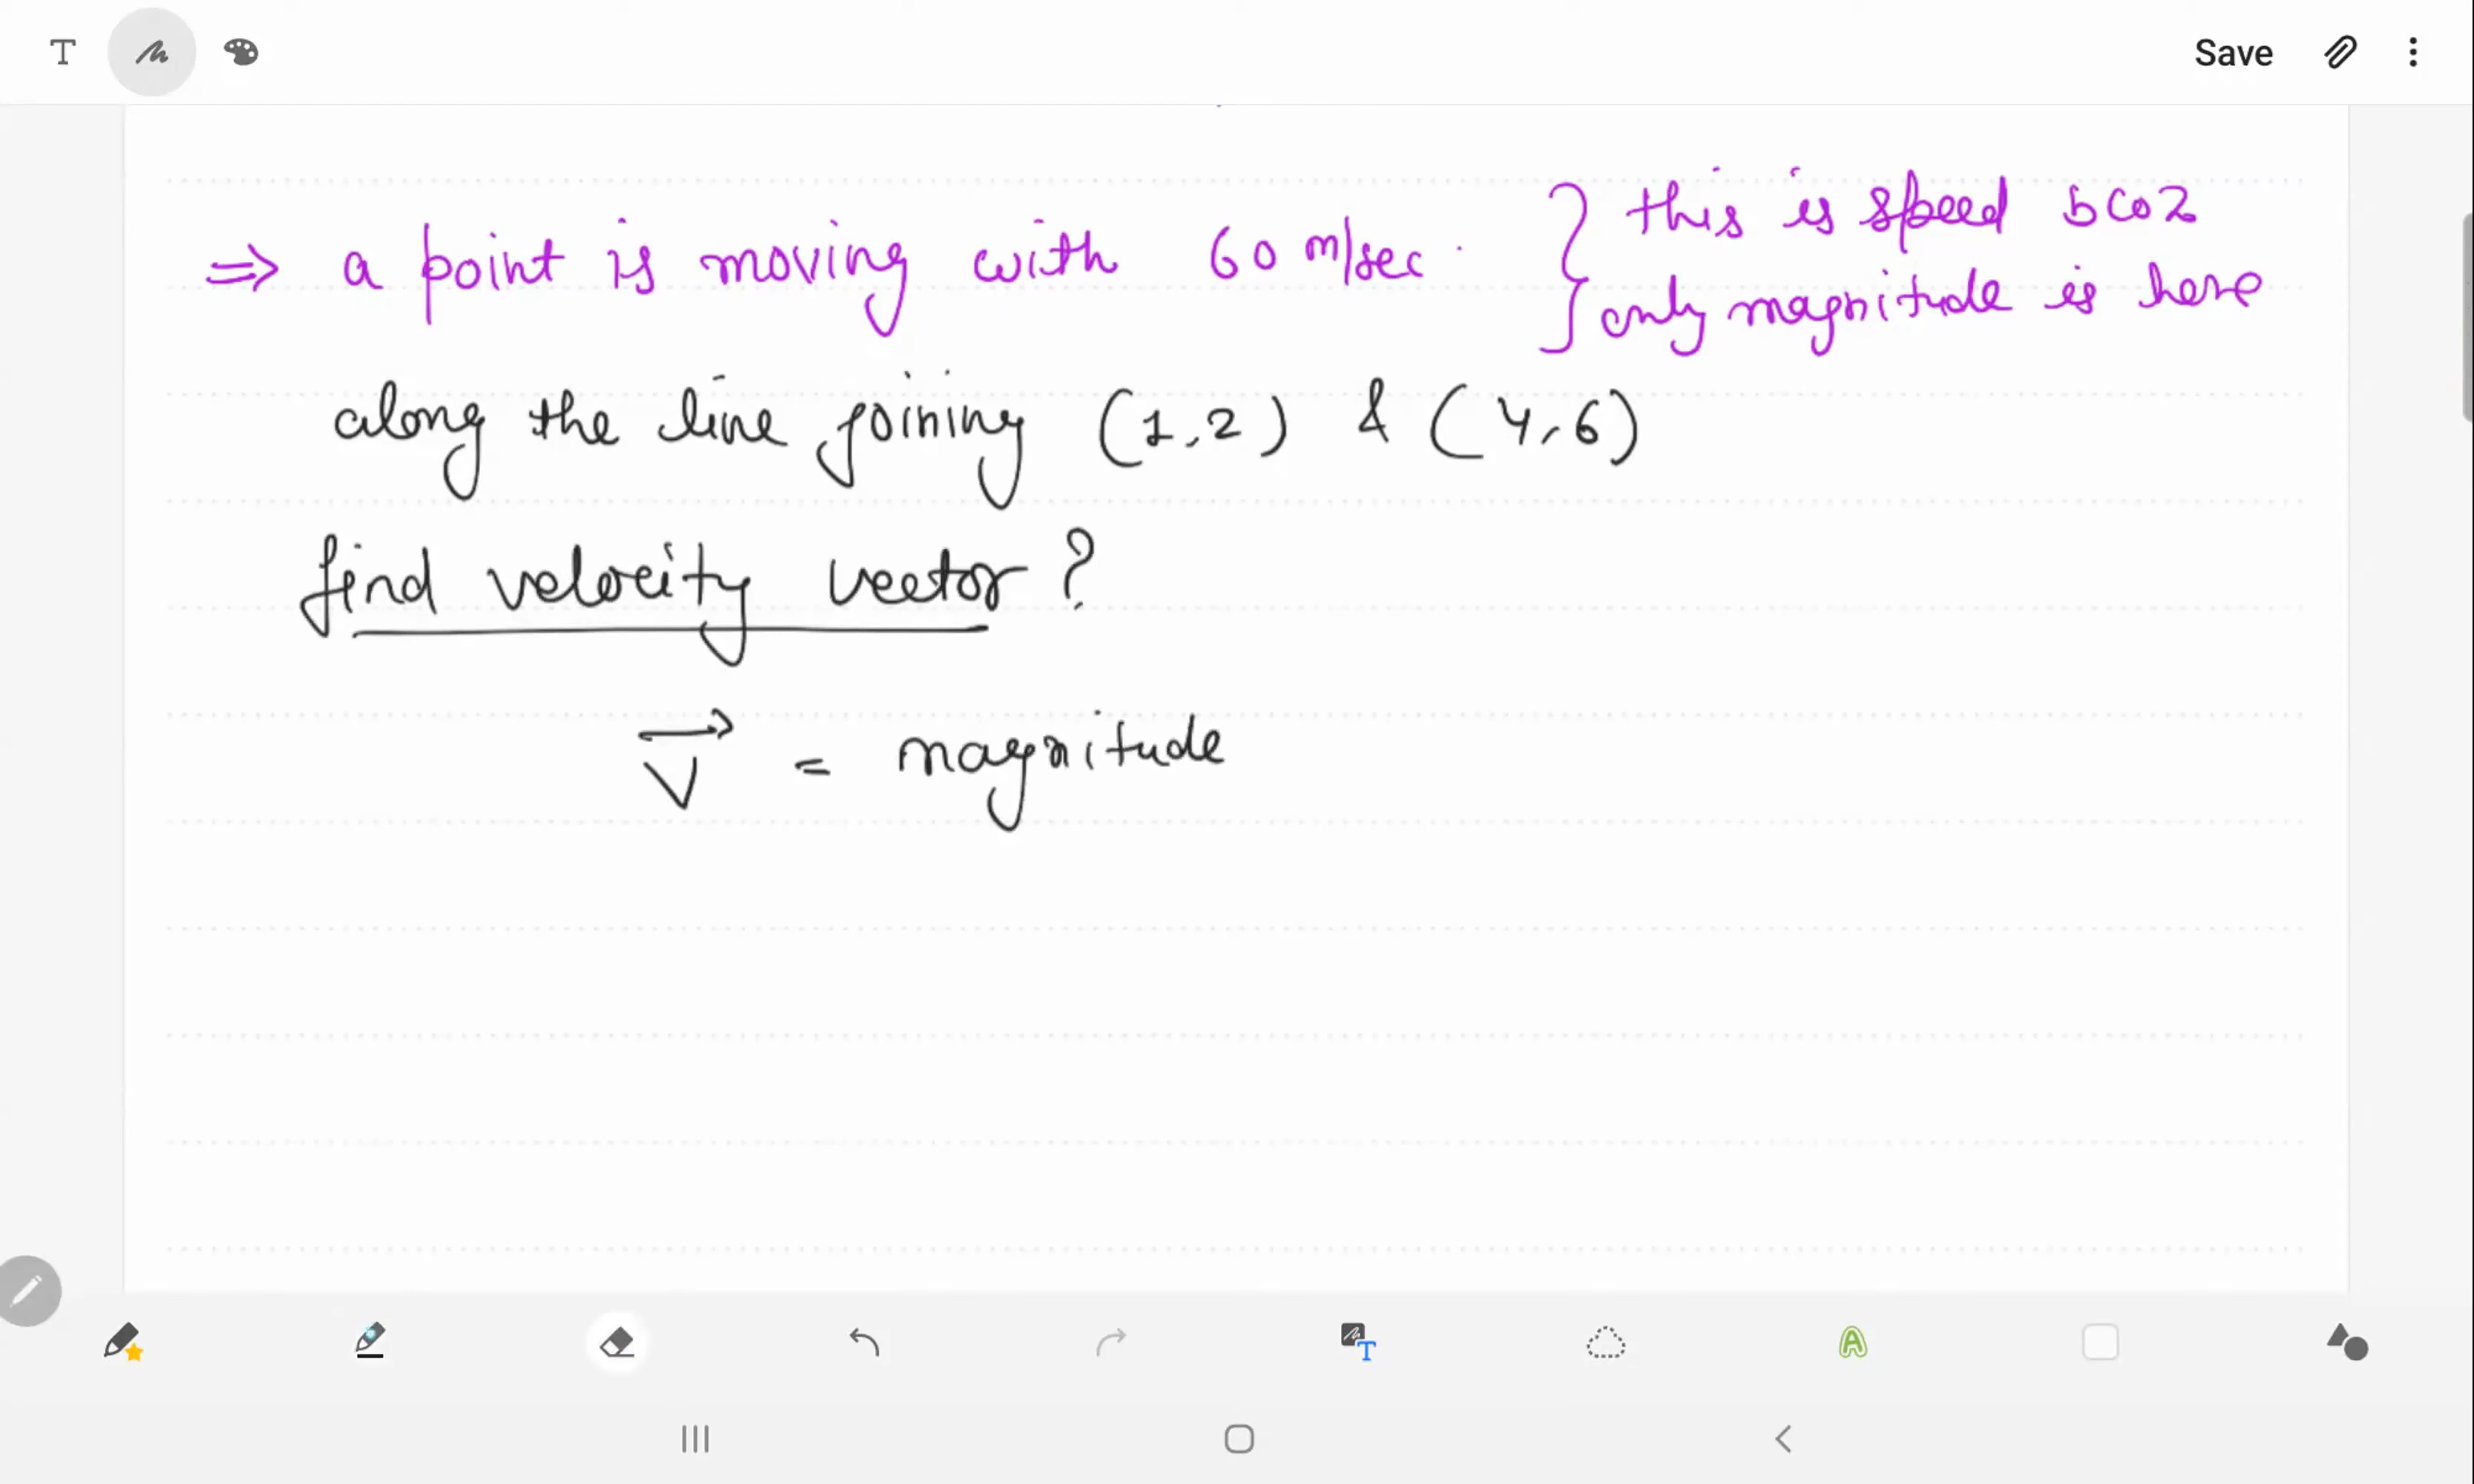 T
Save
⇒ a point is moving with 60 m/sec. } this is speed bcoz
only magnitude is here
along the line joining (1,2) & (4,6)
find velocity vector?
V⃗ = magnitude
T
A